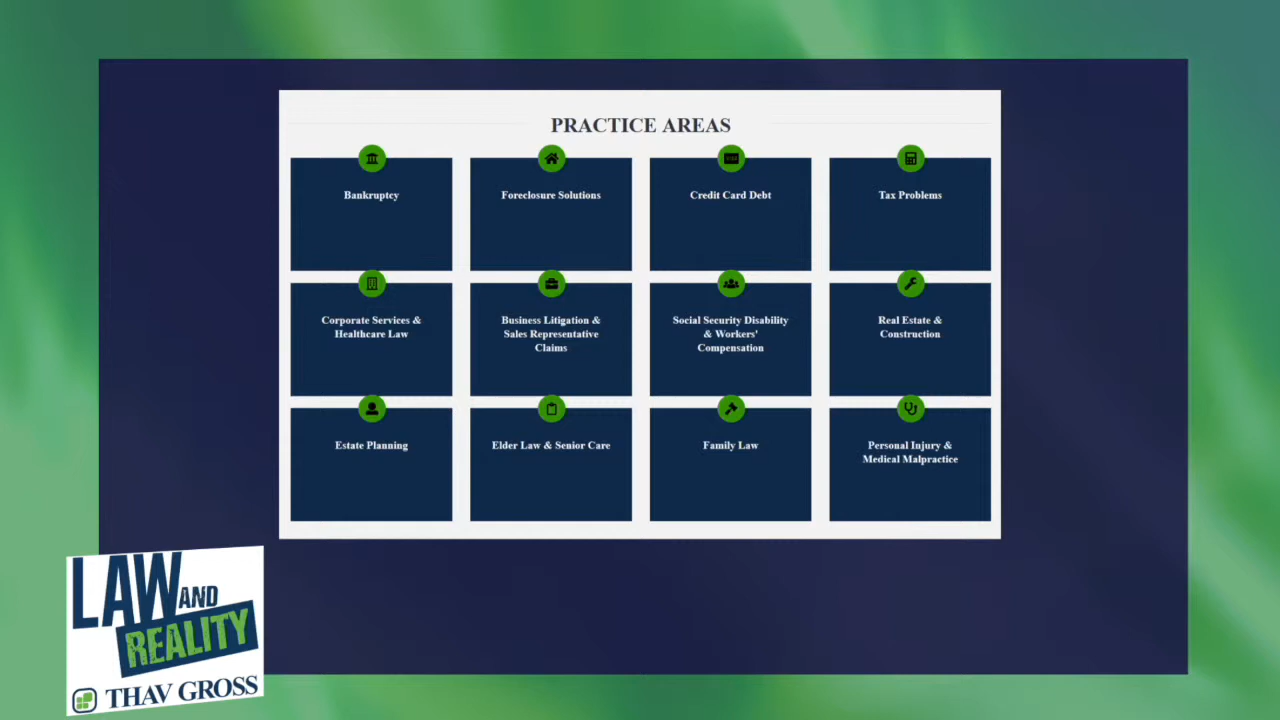 PRACTICE AREAS
Bankruptcy
Foreclosure Solutions
Credit Card Debt
Tax Problems
Corporate Services &
Healthcare Law
Business Litigation &
Sales Representative
Claims
Social Security Disability
& Workers'
Compensation
Real Estate &
Construction
Estate Planning
Elder Law & Senior Care
Family Law
Personal Injury &
Medical Malpractice
LAW AND
REALITY
THAV GROSS